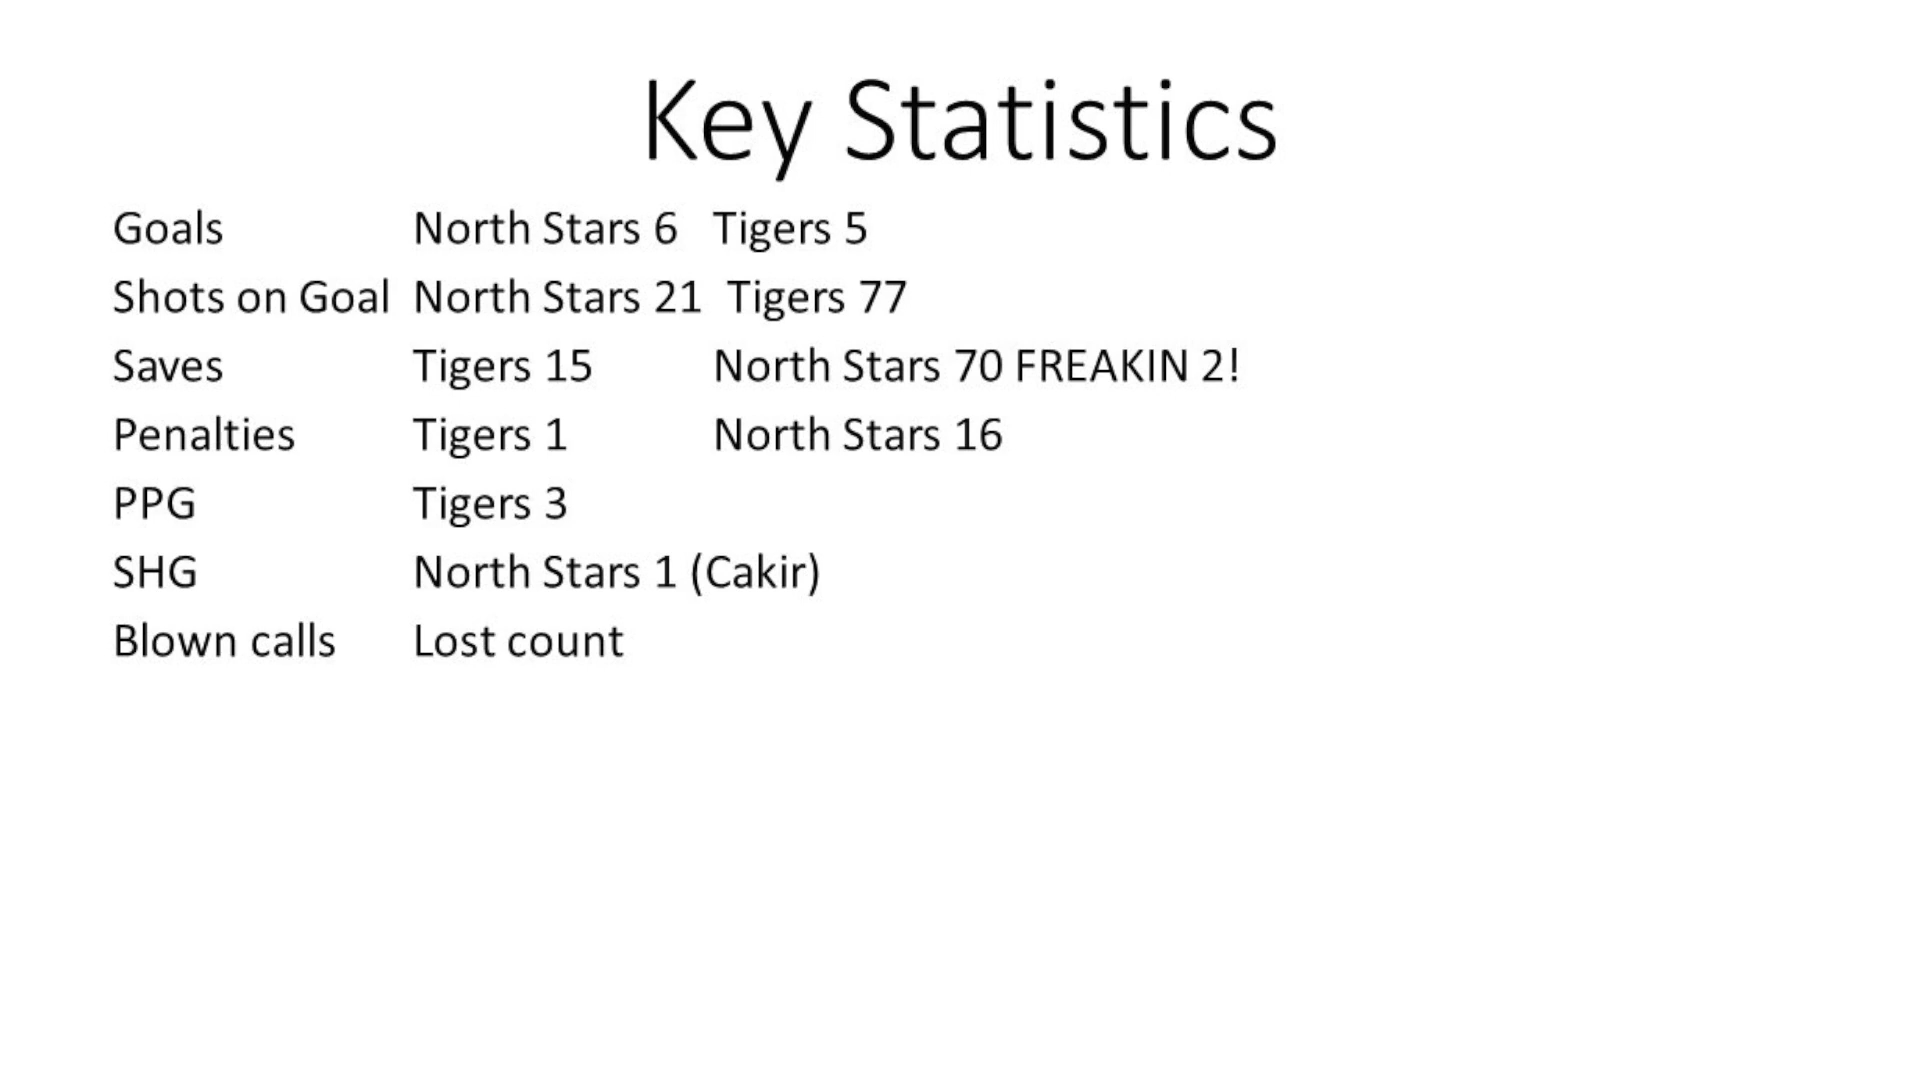 Key Statistics
Goals North Stars 6 Tigers 5
Shots on Goal North Stars 21 Tigers 77
Saves Tigers 15 North Stars 70 FREAKIN 2!
Penalties Tigers 1 North Stars 16
PPG Tigers 3
SHG North Stars 1 (Cakir)
Blown calls Lost count